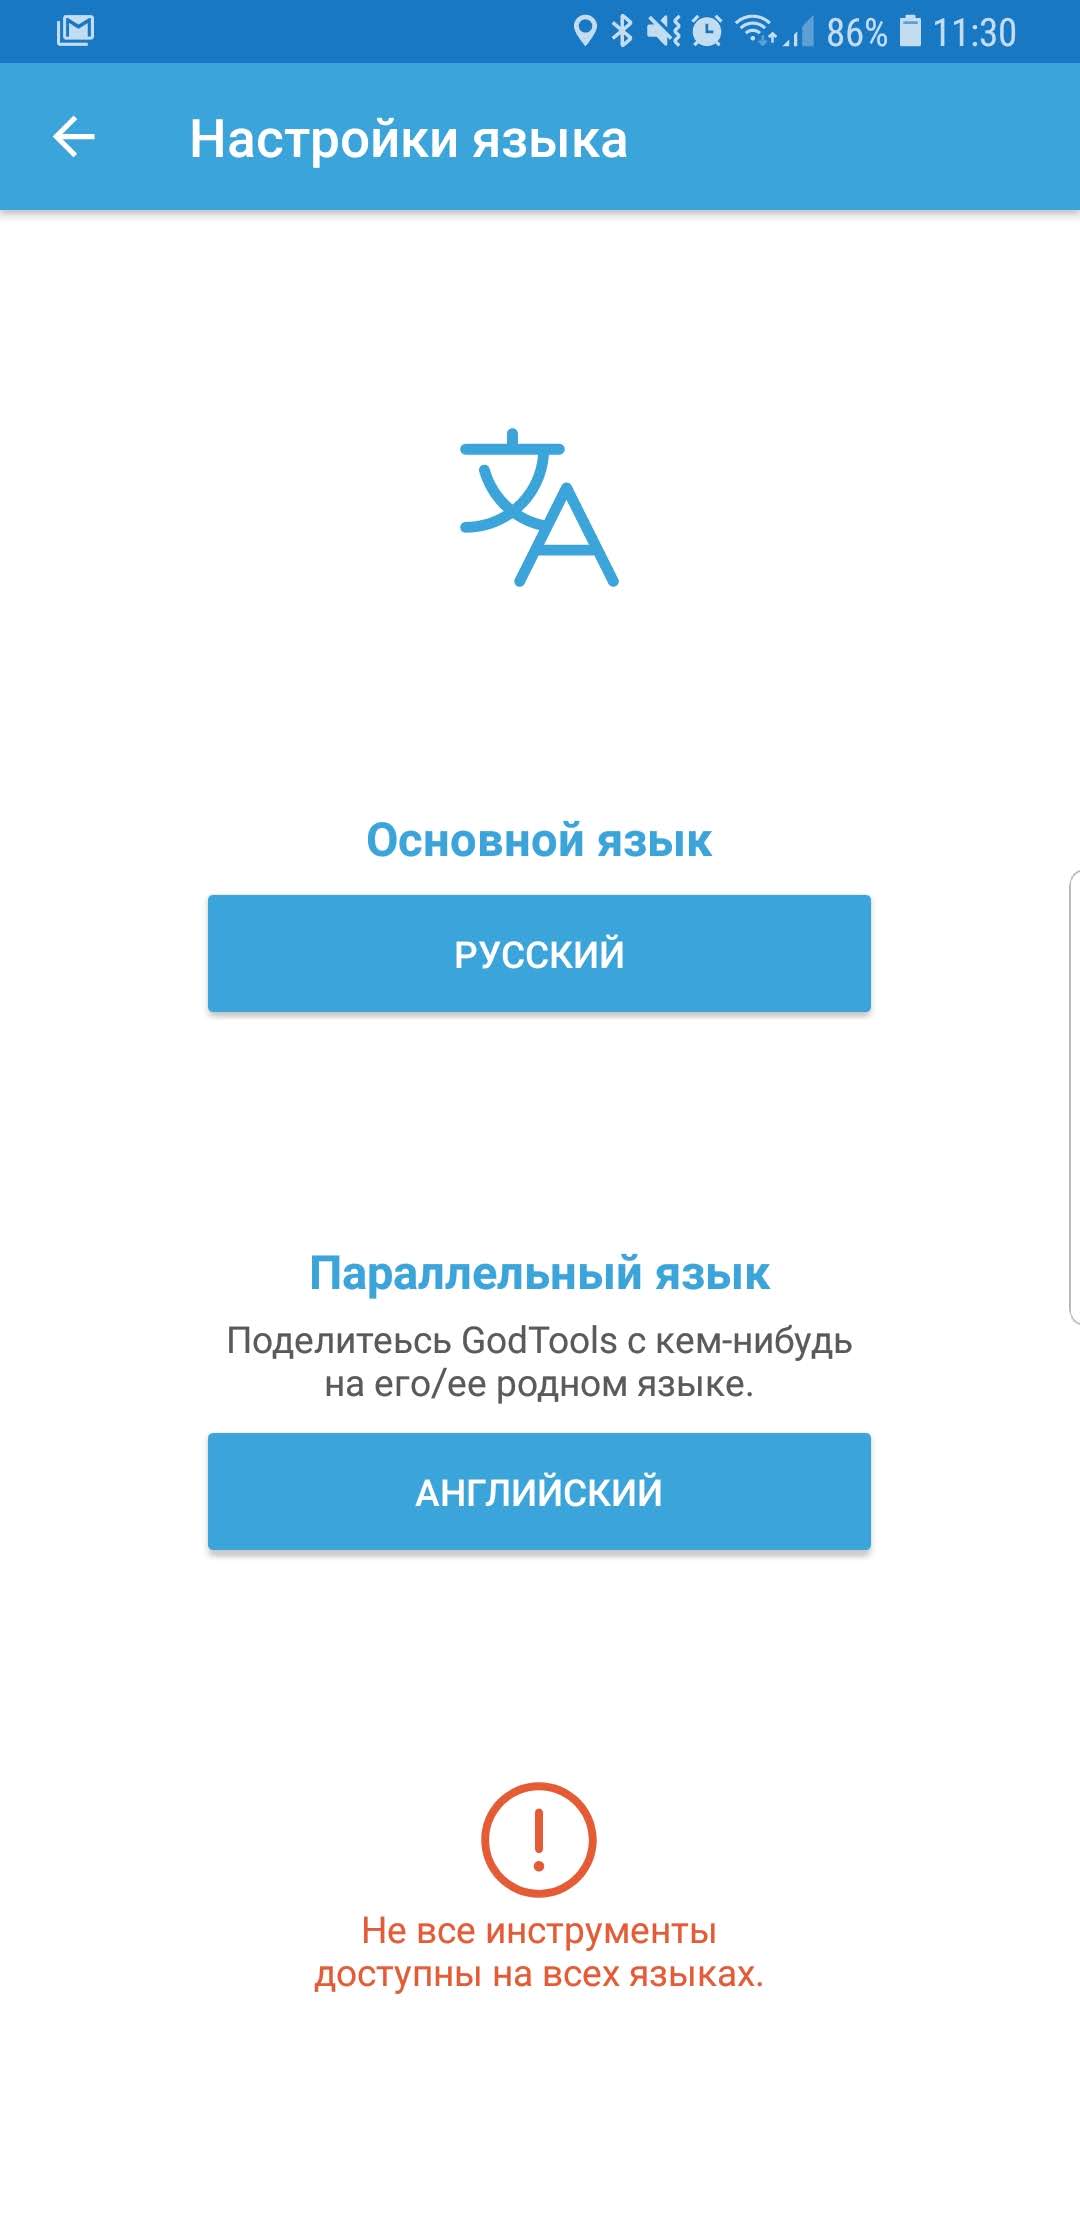 86% 11:30
Настройки языка
Основной язык
РУССКИЙ
Параллельный язык
Поделитеьсь GodTools с кем-нибудь
на его/ее родном языке.
АНГЛИЙСКИЙ
Не все инструменты
доступны на всех языках.